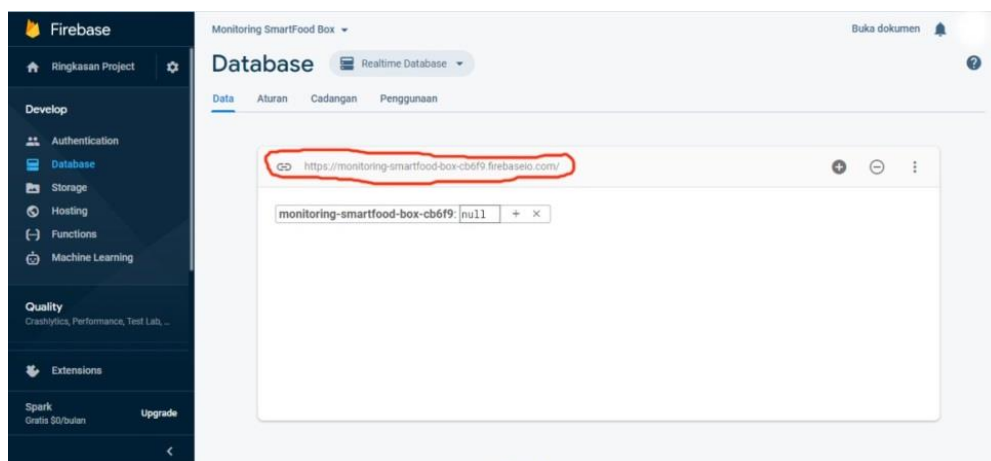 Firebase
Ringkasan Project
Develop
Authentication
Database
Storage
Hosting
Functions
Machine Learning
Quality
Crashlytics, Performance, Test Lab, ...
Extensions
Spark
Gratis $0/bulan
Upgrade
Monitoring SmartFood Box
Buka dokumen
Database
Realtime Database
Data Aturan Cadangan Penggunaan
https://monitoring-smartfood-box-cb6f9.firebaseio.com/
monitoring-smartfood-box-cb6f9: null